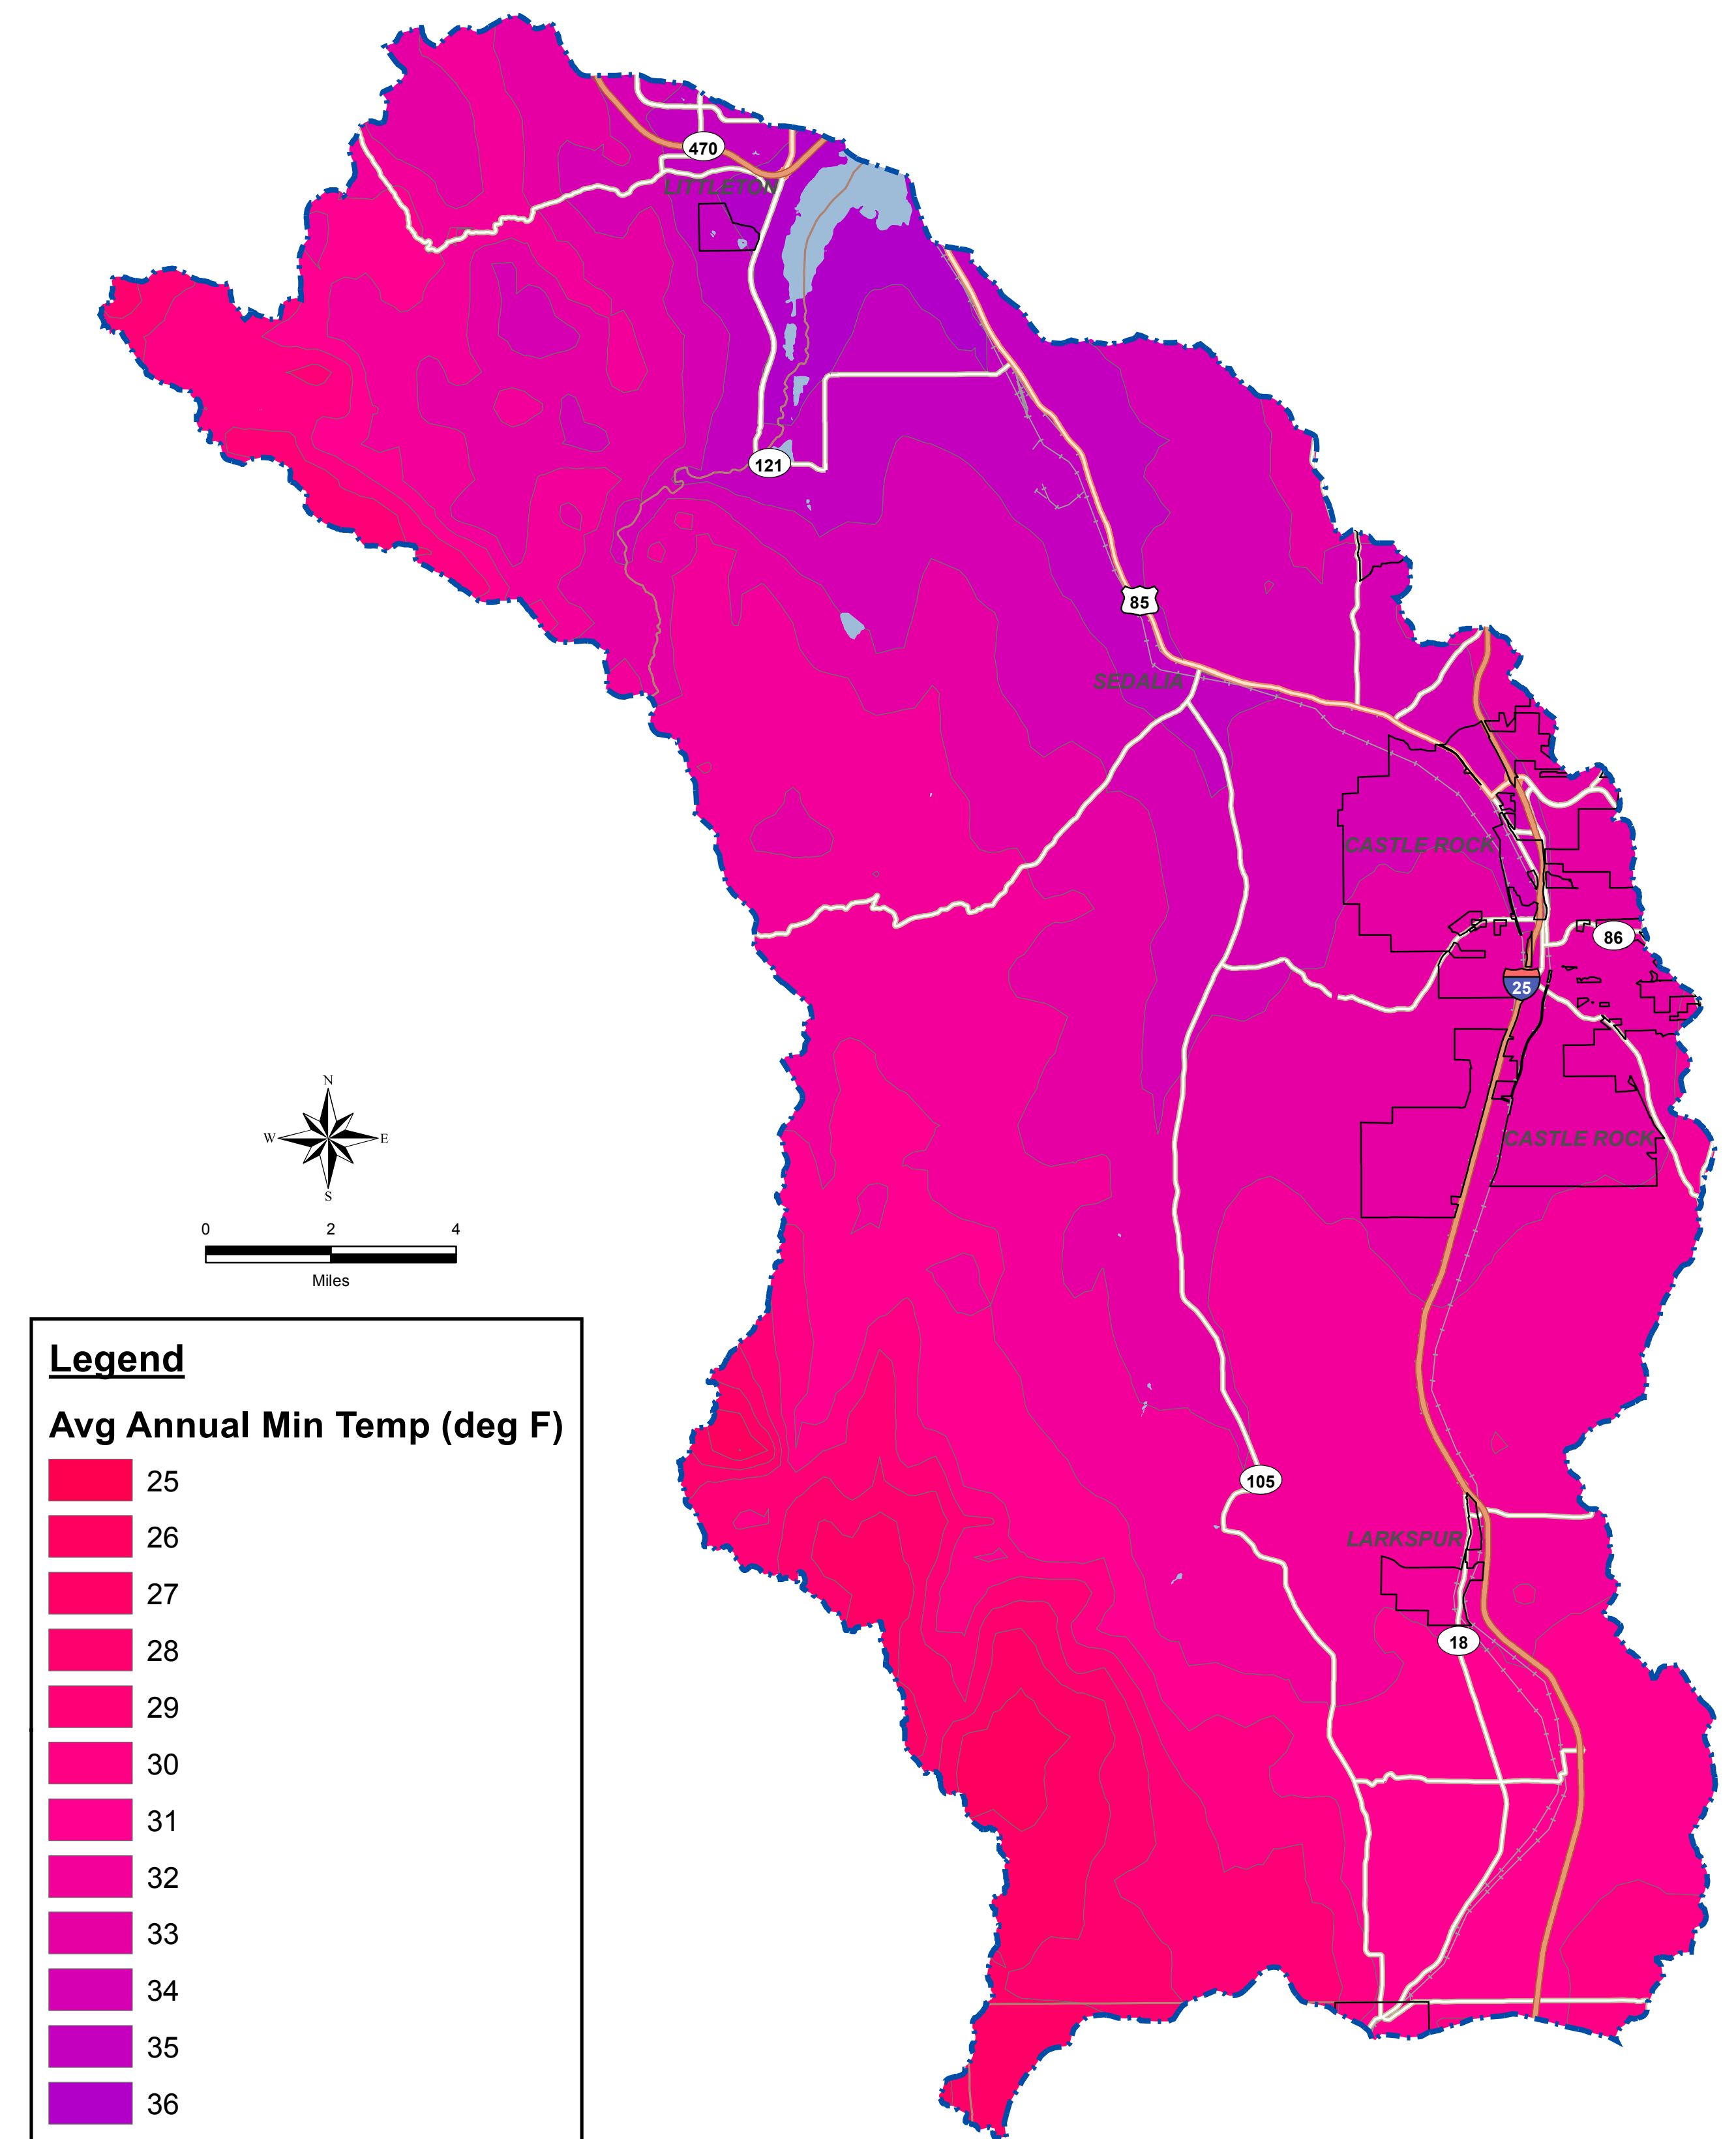 470
LITTLETON
121
85
SEDALIA
CASTLE ROCK
86
25
N
W
E
S
CASTLE ROCK
0 2 4
Miles
105
LARKSPUR
18
Legend
Avg Annual Min Temp (deg F)
25
26
27
28
29
30
31
32
33
34
35
36